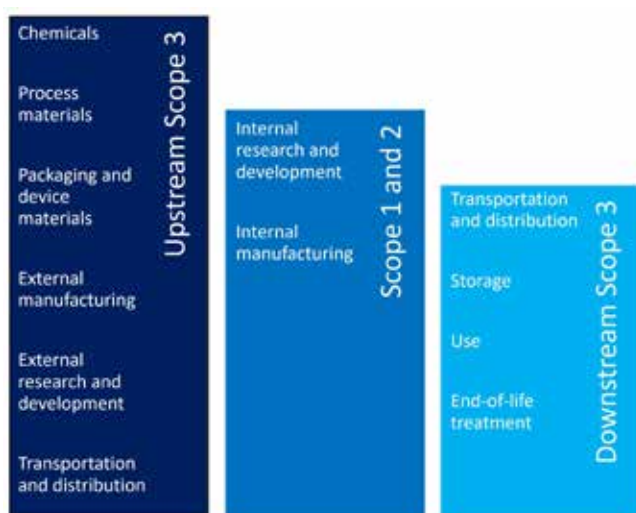 Chemicals
Process
materials
Packaging and
device
materials
External
manufacturing
External
research and
development
Transportation
and distribution
Upstream Scope 3
Internal
research and
development
Internal
manufacturing
Scope 1 and 2
Transportation
and distribution
Storage
Use
End-of-life
treatment
Downstream Scope 3